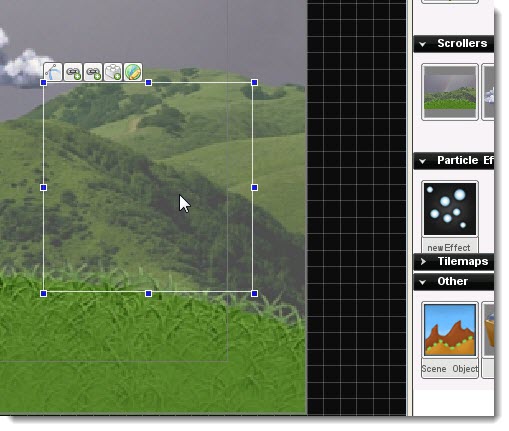 Scrollers
Particle Ef
newEffect
Tilemaps
Other
Scene Object